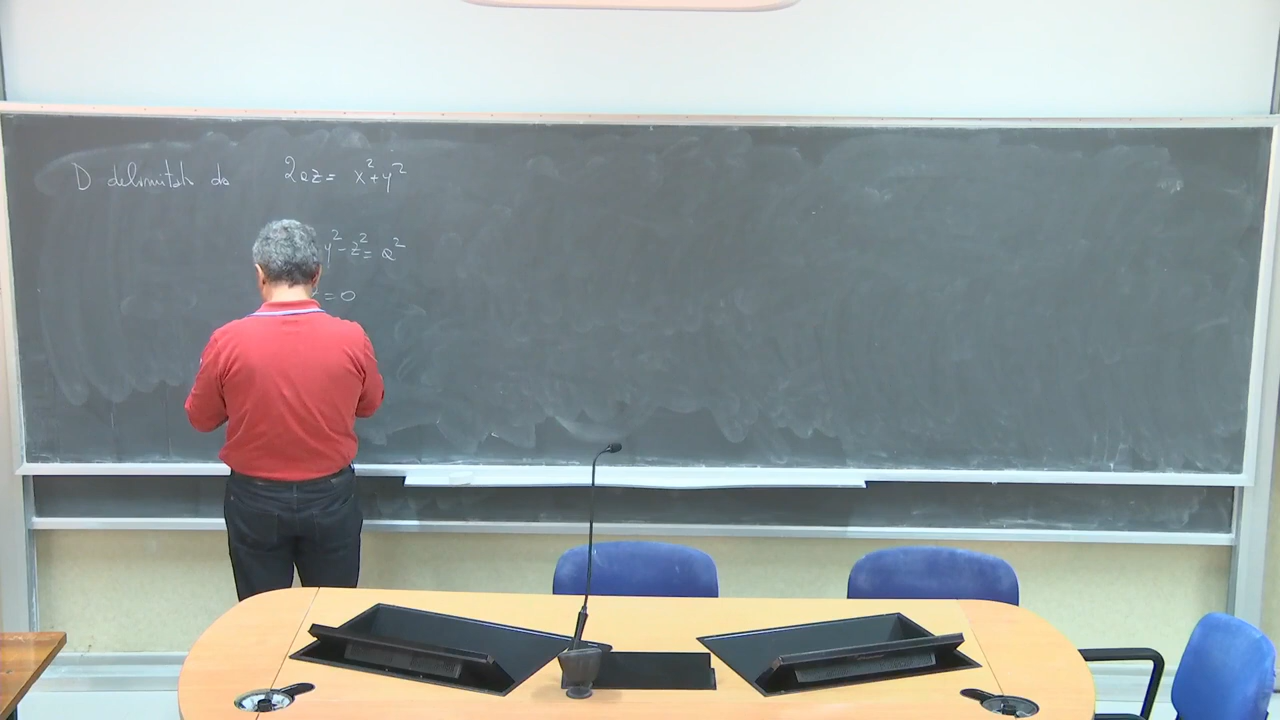 D delimitato da 2az = x²+y²
y²-z²=a²
=0